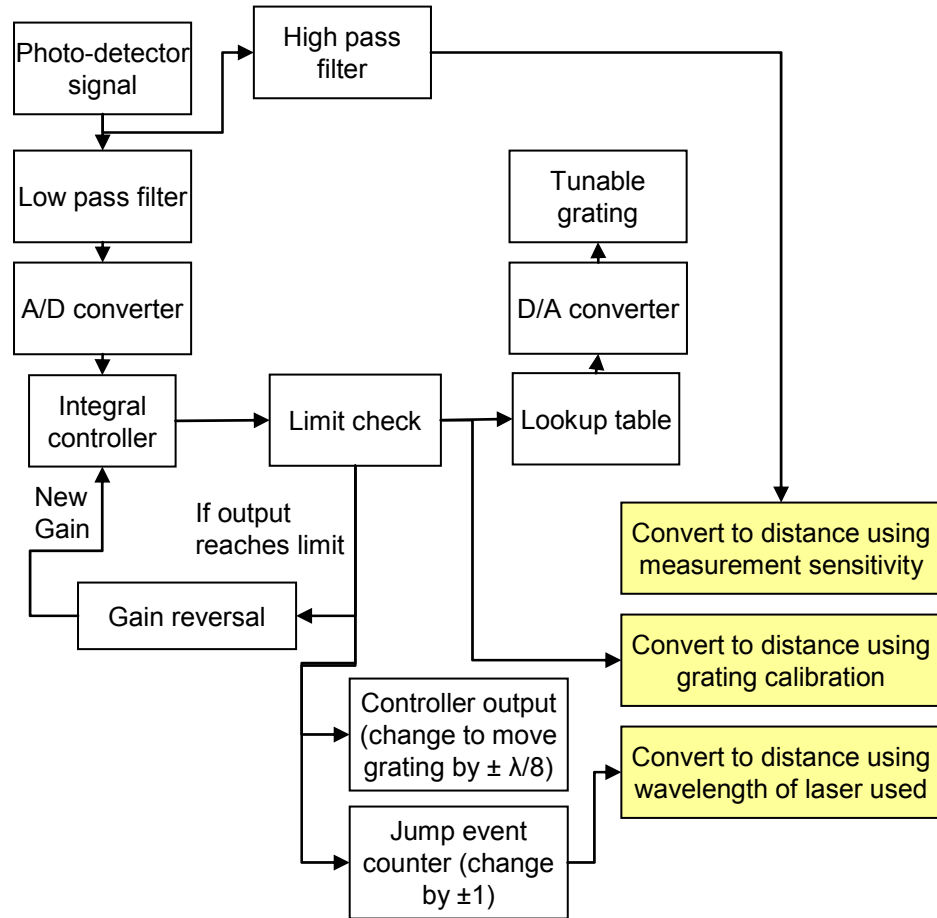 Photo-detector
signal
High pass
filter
Low pass filter
Tunable
grating
A/D converter
D/A converter
Integral
controller
Limit check
Lookup table
New
Gain
If output
reaches limit
Convert to distance using
measurement sensitivity
Gain reversal
Convert to distance using
grating calibration
Controller output
(change to move
grating by ± λ/8)
Convert to distance using
wavelength of laser used
Jump event
counter (change
by ±1)